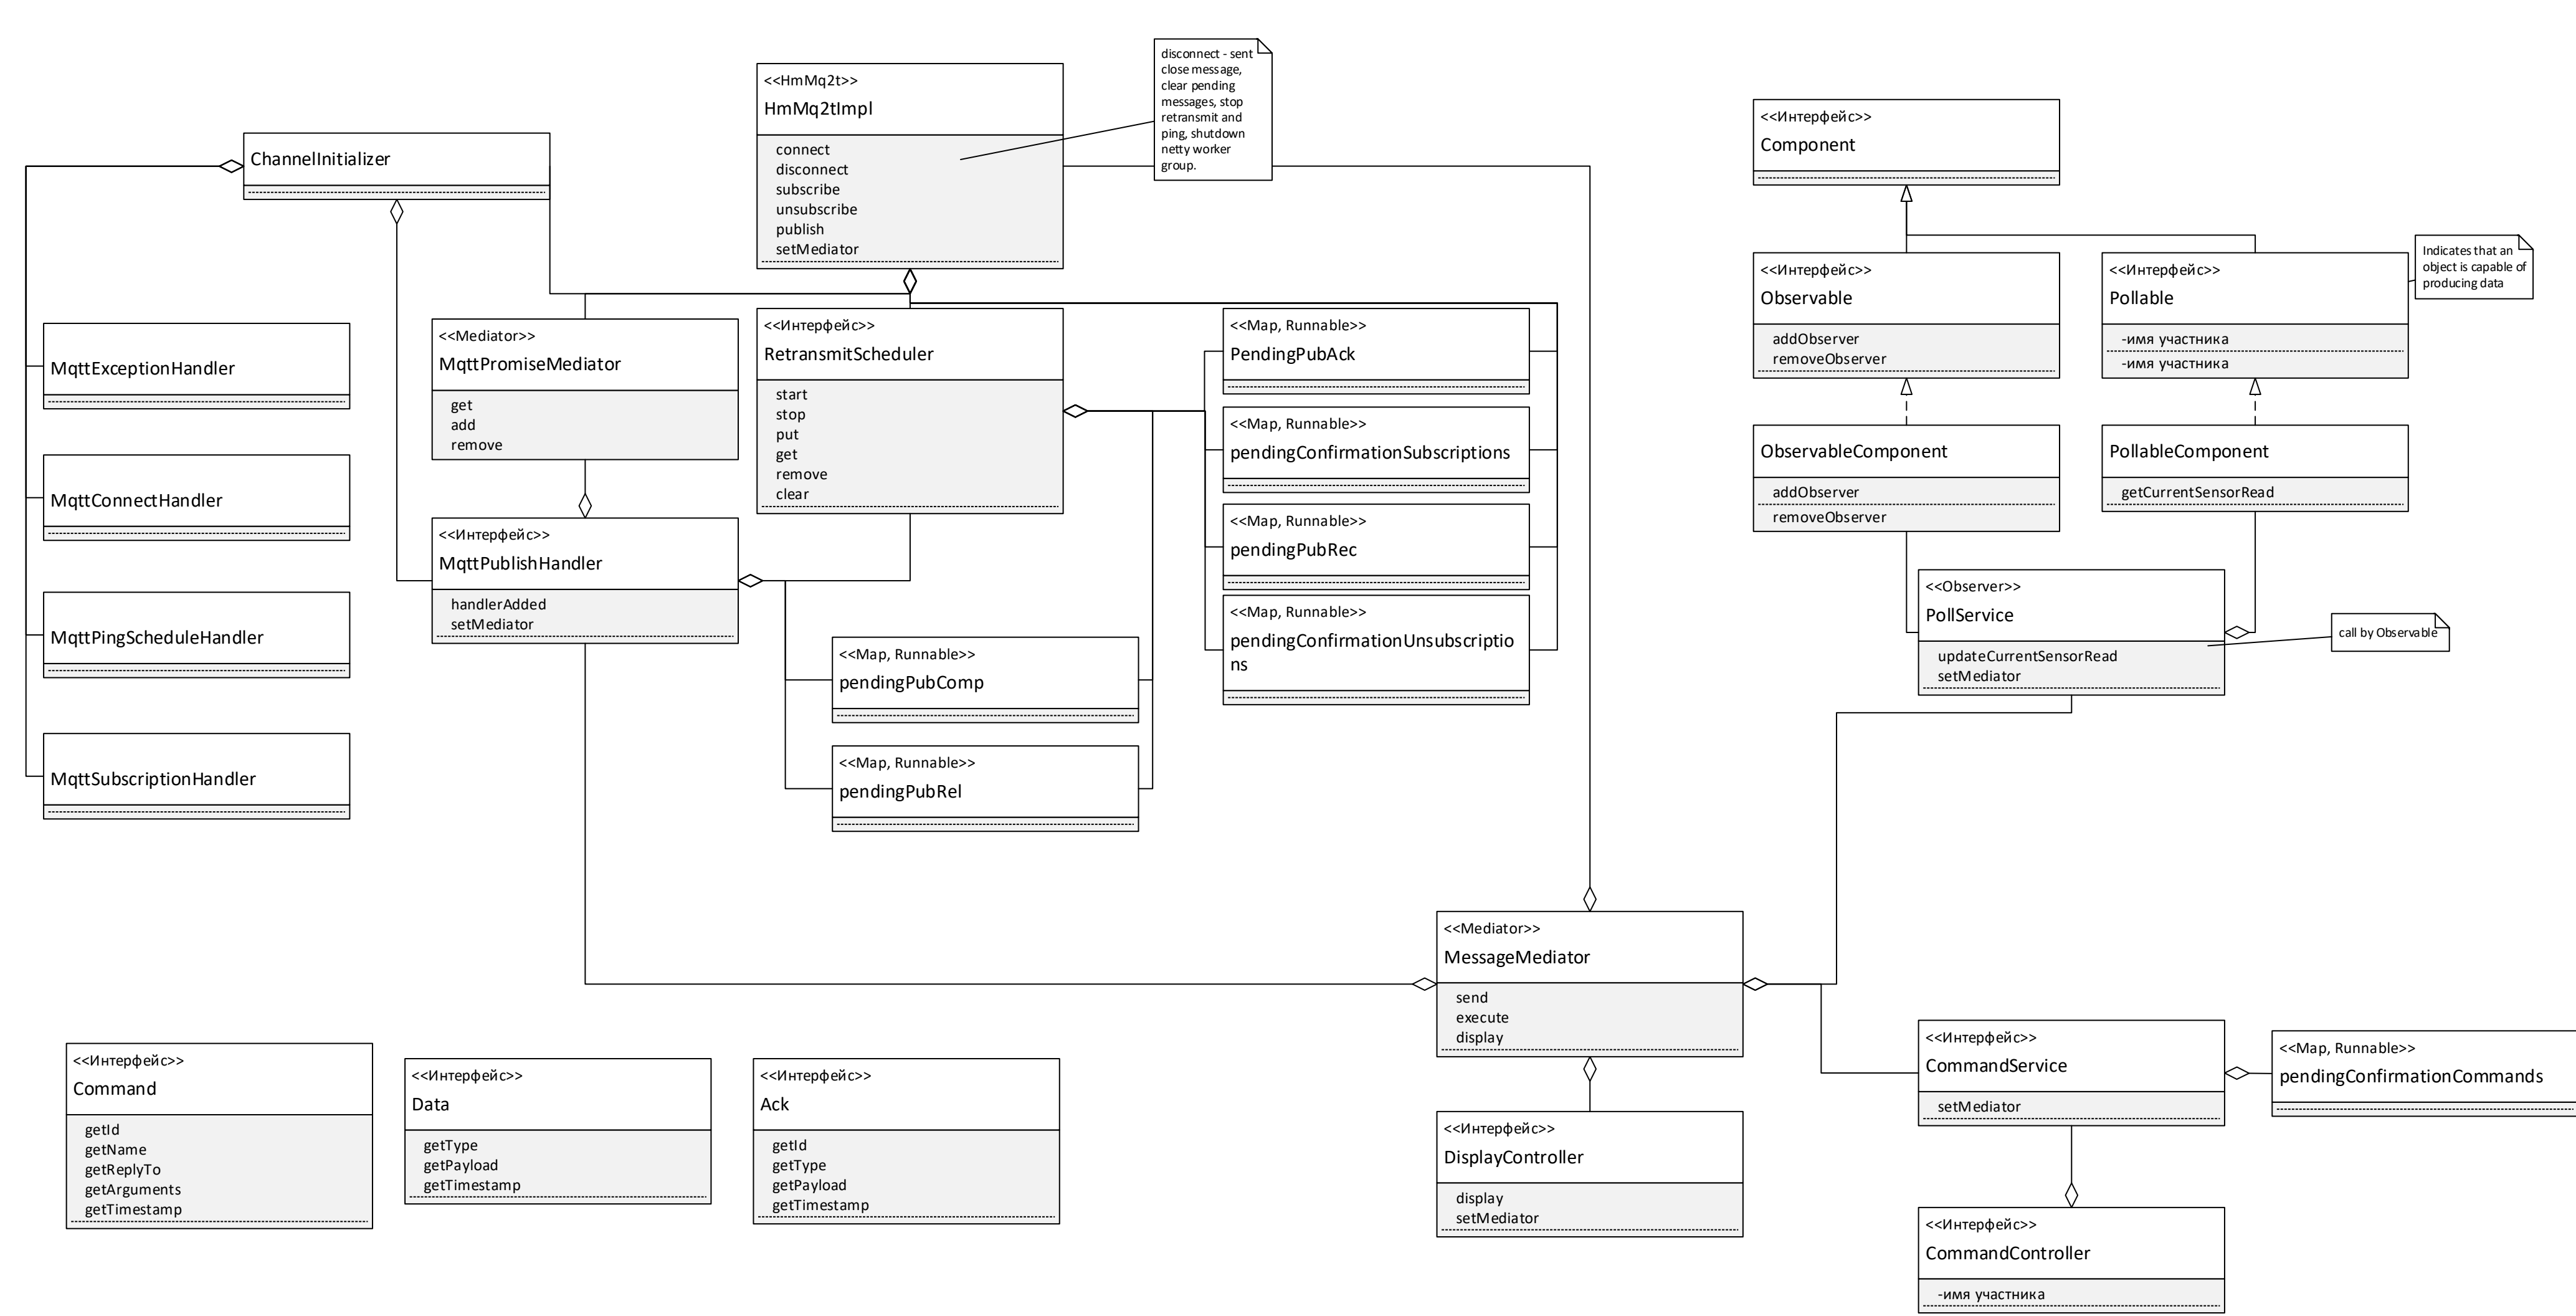 disconnect - sent
close message,
clear pending
messages, stop
retransmit and
ping, shutdown
netty worker
group.
<<HmMq2t>>
HmMq2tImpl
connect
disconnect
subscribe
unsubscribe
publish
setMediator
<<Интерфейс>>
Component
ChannelInitializer
<<Интерфейс>>
Observable
addObserver
removeObserver
<<Интерфейс>>
Pollable
-имя участника
-имя участника
Indicates that an
object is capable of
producing data
MqttExceptionHandler
MqttConnectHandler
MqttPingScheduleHandler
MqttSubscriptionHandler
<<Mediator>>
MqttPromiseMediator
get
add
remove
<<Интерфейс>>
RetransmitScheduler
start
stop
put
get
remove
clear
<<Map, Runnable>>
PendingPubAck
<<Map, Runnable>>
pendingConfirmationSubscriptions
<<Map, Runnable>>
pendingPubRec
<<Map, Runnable>>
pendingConfirmationUnsubscriptio
ns
ObservableComponent
addObserver
removeObserver
PollableComponent
getCurrentSensorRead
<<Интерфейс>>
MqttPublishHandler
handlerAdded
setMediator
<<Map, Runnable>>
pendingPubComp
<<Map, Runnable>>
pendingPubRel
<<Observer>>
PollService
updateCurrentSensorRead
setMediator
call by Observable
<<Mediator>>
MessageMediator
send
execute
display
<<Интерфейс>>
Command
getId
getName
getReplyTo
getArguments
getTimestamp
<<Интерфейс>>
Data
getType
getPayload
getTimestamp
<<Интерфейс>>
Ack
getId
getType
getPayload
getTimestamp
<<Интерфейс>>
DisplayController
display
setMediator
<<Интерфейс>>
CommandService
setMediator
<<Map, Runnable>>
pendingConfirmationCommands
<<Интерфейс>>
CommandController
-имя участника